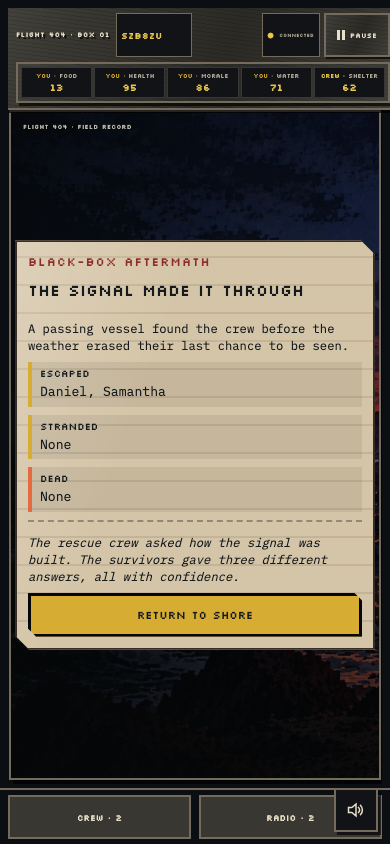 FLIGHT 404 · BOX 01
SZB8ZU
CONNECTED
PAUSE
YOU · FOOD
13
YOU · HEALTH
95
YOU · MORALE
86
YOU · WATER
71
CREW · SHELTER
62
FLIGHT 404 · FIELD RECORD
BLACK-BOX AFTERMATH
THE SIGNAL MADE IT THROUGH
A passing vessel found the crew before the
weather erased their last chance to be seen.
ESCAPED
Daniel, Samantha
STRANDED
None
DEAD
None
The rescue crew asked how the signal was
built. The survivors gave three different
answers, all with confidence.
RETURN TO SHORE
CREW · 2
RADIO · 2